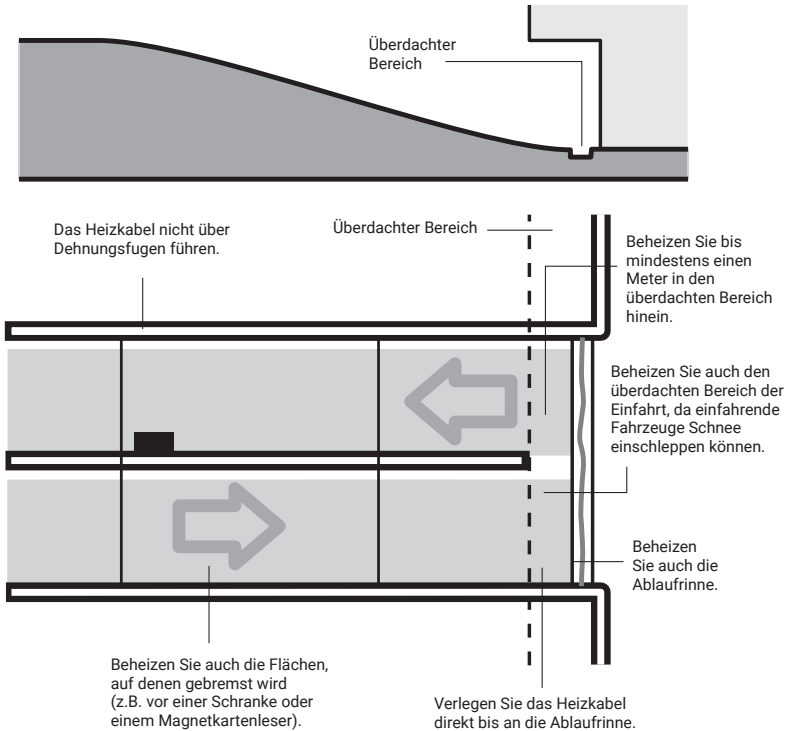 Überdachter
Bereich
Das Heizkabel nicht über
Dehnungsfugen führen.
Überdachter Bereich
Beheizen Sie bis
mindestens einen
Meter in den
überdachten Bereich
hinein.
Beheizen Sie auch den
überdachten Bereich der
Einfahrt, da einfahrende
Fahrzeuge Schnee
einschleppen können.
Beheizen
Sie auch die
Ablaufrinne.
Beheizen Sie auch die Flächen,
auf denen gebremst wird
(z.B. vor einer Schranke oder
einem Magnetkartenleser).
Verlegen Sie das Heizkabel
direkt bis an die Ablaufrinne.